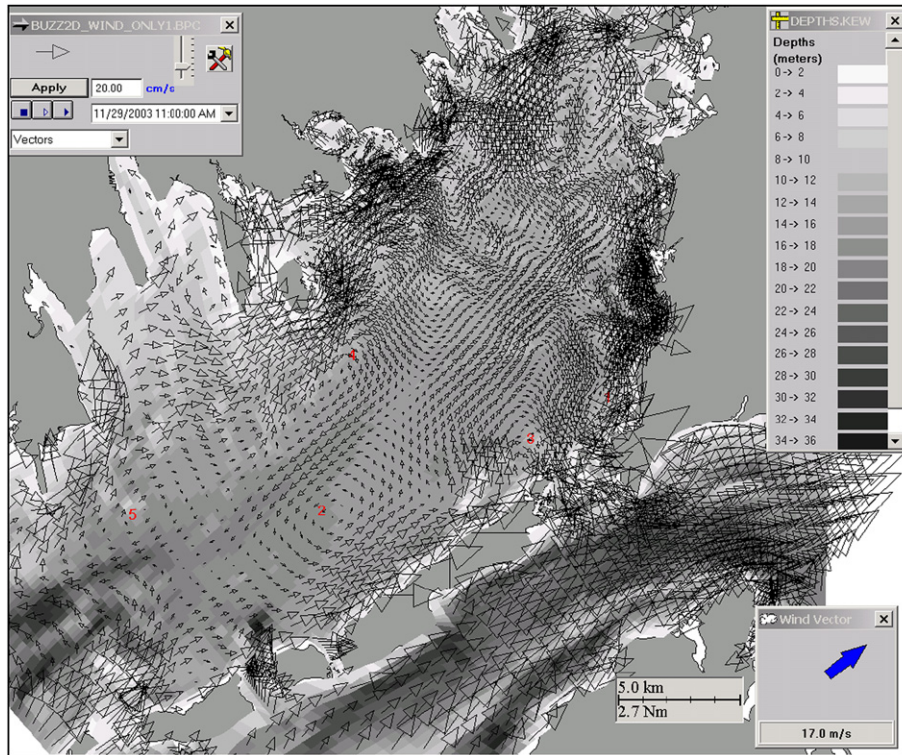 BUZZ2D_WIND_ONLY1.BPC
Apply
20.00
cm/s
11/29/2003 11:00:00 AM
Vectors
DEPTHS.KEW
Depths
(meters)
0-> 2
2-> 4
4-> 6
6-> 8
8-> 10
10-> 12
12-> 14
14-> 16
16-> 18
18-> 20
20-> 22
22-> 24
24-> 26
26-> 28
28-> 30
30-> 32
32-> 34
34-> 36
4
1
3
2
5
5.0 km
2.7 Nm
Wind Vector
17.0 m/s